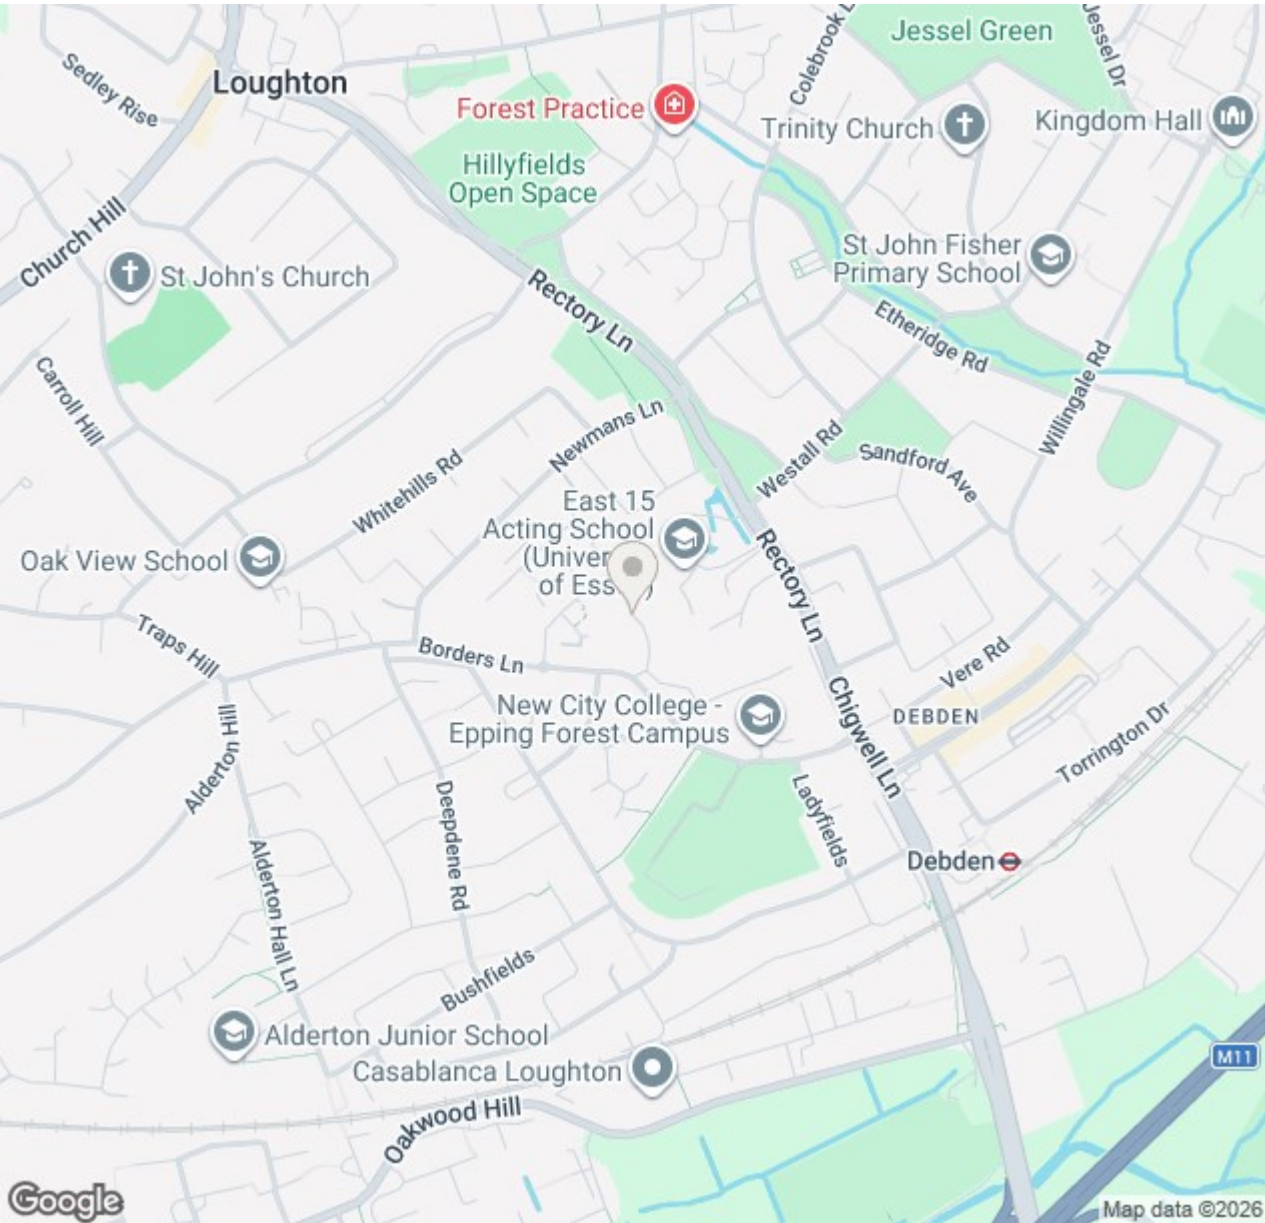 Jessel Green
Jessel Dr
Colebrook L
Sedley Rise
Loughton
Forest Practice
Trinity Church
Kingdom Hall
Hillyfields
Open Space
Church Hill
St John's Church
St John Fisher
Primary School
Rectory Ln
Etheridge Rd
Carroll Hill
Willingale Rd
Newmans Ln
Whitehills Rd
Westall Rd
Sandford Ave
East 15
Acting School
(Univer
of Ess
Oak View School
Rectory Ln
Traps Hill
Borders Ln
Vere Rd
New City College -
Epping Forest Campus
DEBDEN
Chigwell Ln
Torrington Dr
Alderton Hill
Deepdene Rd
Ladyfields
Debden
Alderton Hall Ln
Bushfields
Alderton Junior School
Casablanca Loughton
M11
Oakwood Hill
Google
Map data ©2026